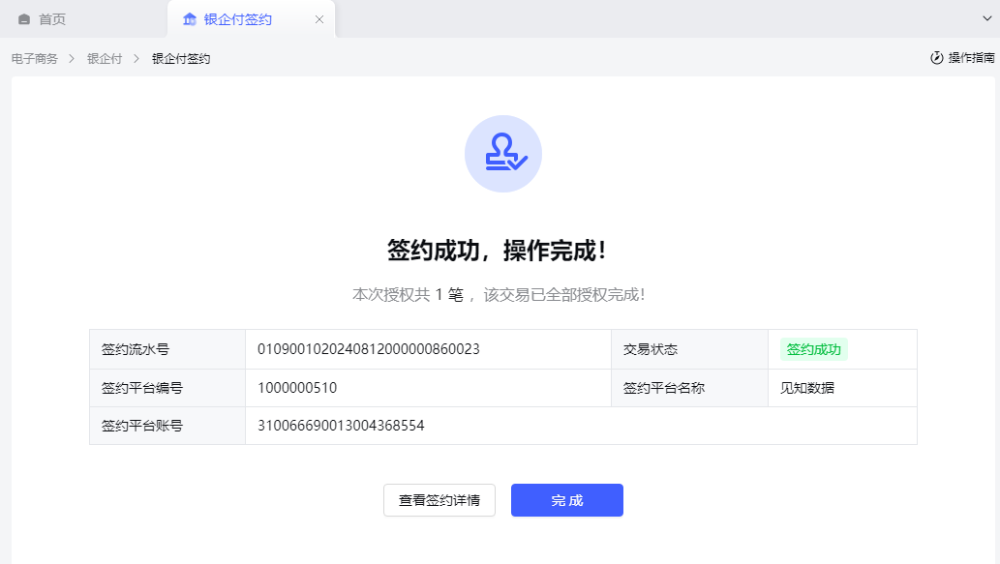 首页
银企付签约
电子商务 > 银企付 > 银企付签约
操作指南
签约成功，操作完成！
本次授权共 1 笔 ，该交易已全部授权完成！
签约流水号 0109001020240812000000860023 交易状态 签约成功
签约平台编号 1000000510 签约平台名称 见知数据
签约平台账号 310066690013004368554
查看签约详情 完成